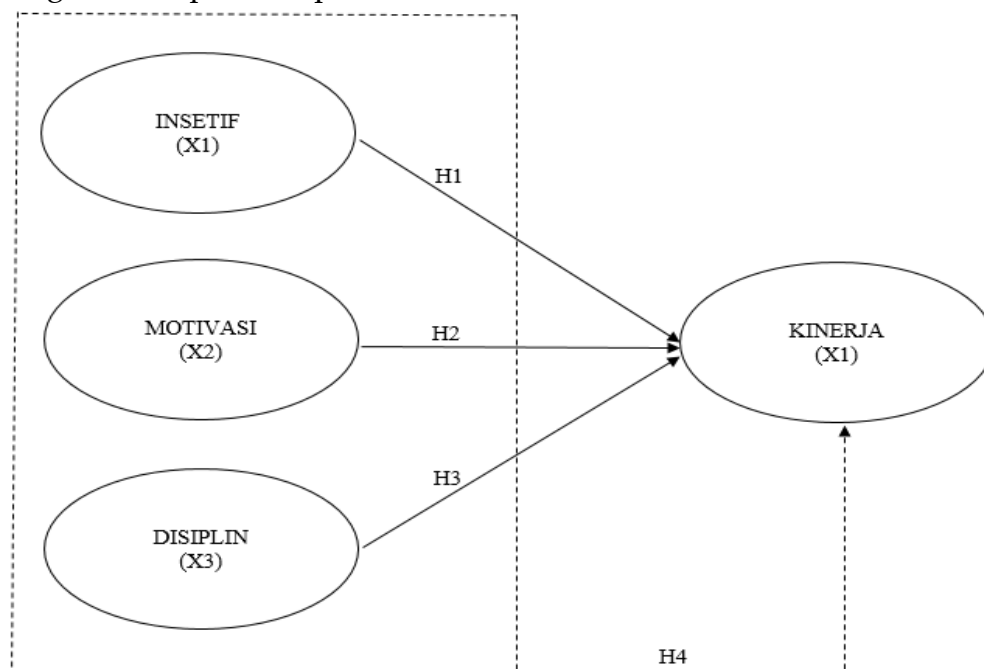 INSETIF
(X1)
H1
MOTIVASI
(X2)
H2
KINERJA
(X1)
H3
DISIPLIN
(X3)
H4